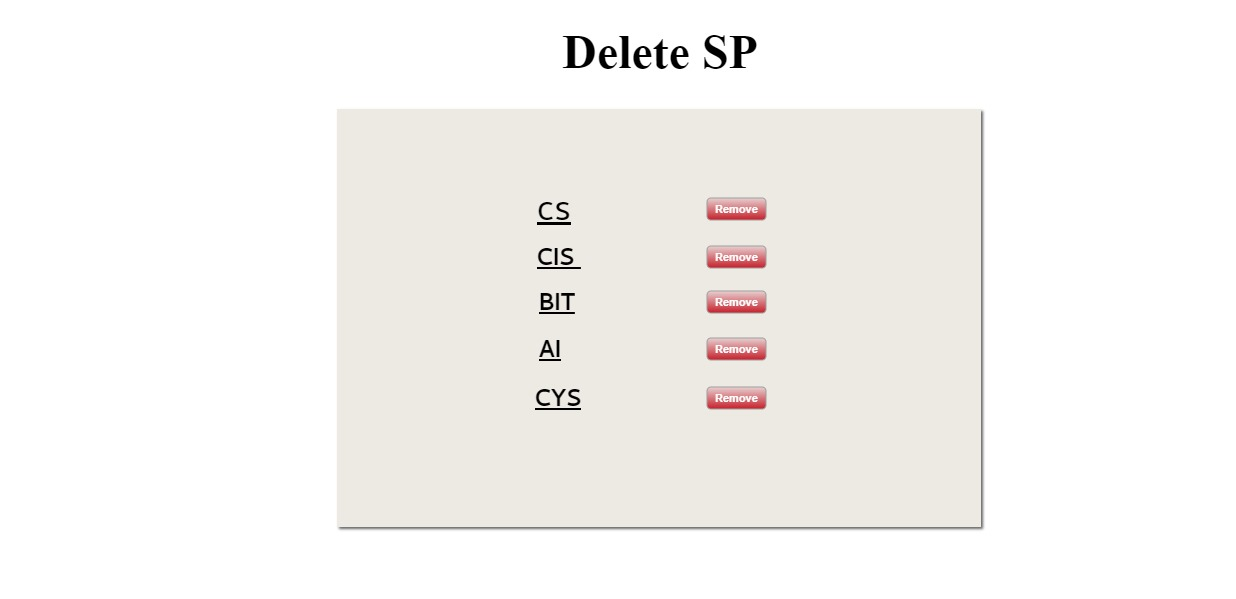 Delete SP
CS Remove
CIS Remove
BIT Remove
AI Remove
CYS Remove